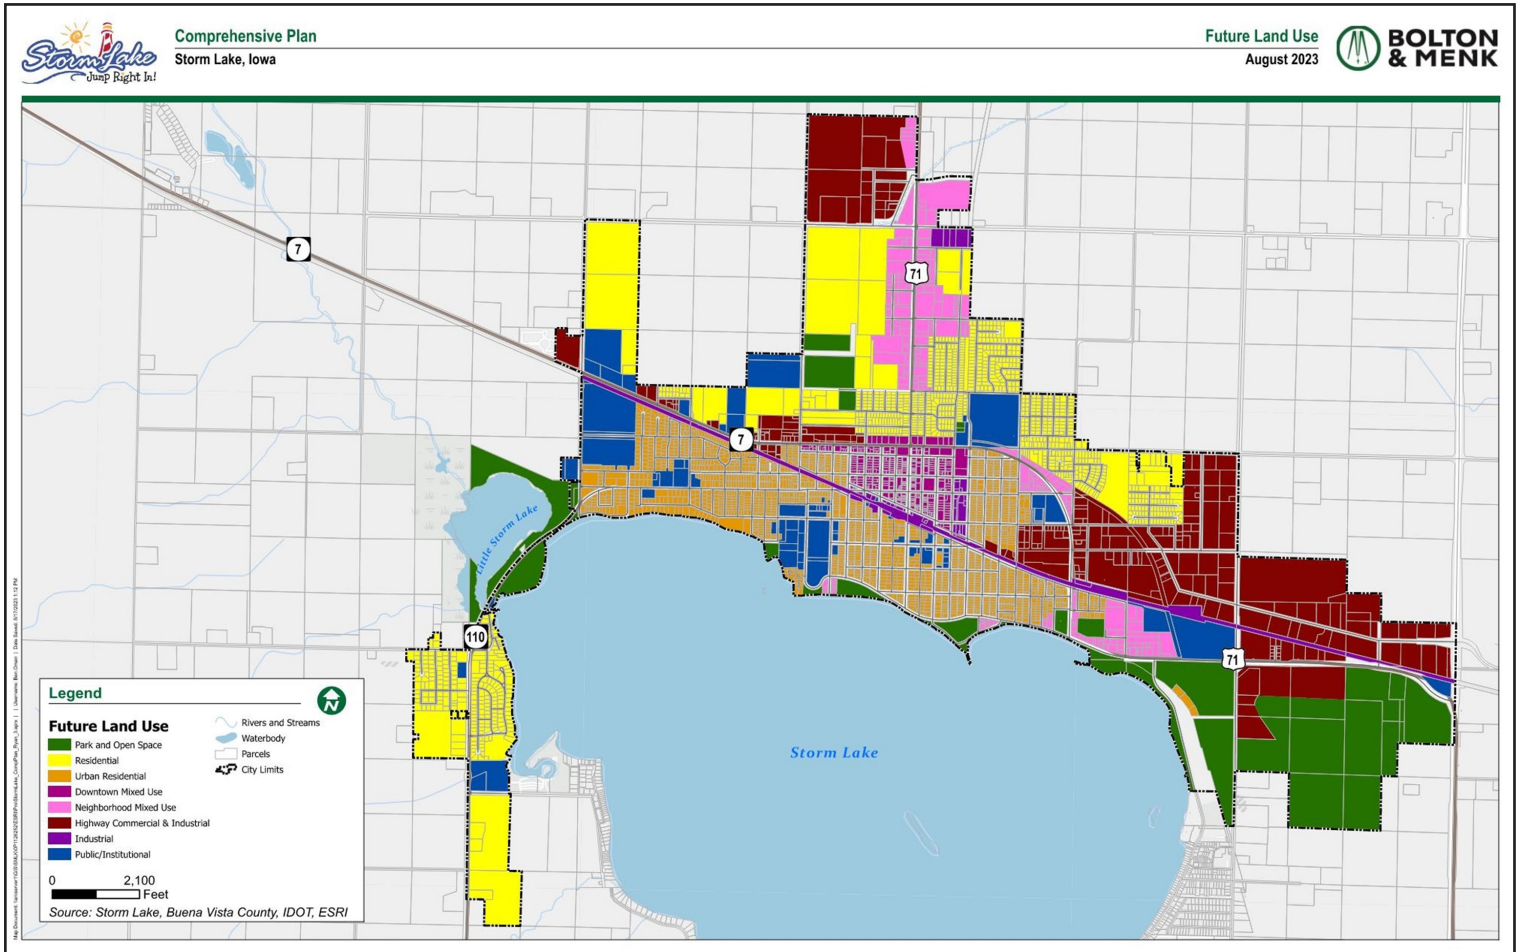 Storm Lake
Jump Right In!
Comprehensive Plan
Storm Lake, Iowa
Future Land Use
August 2023
BOLTON
& MENK
7
71
7
Little Storm Lake
110
71
Storm Lake
Legend
N
Future Land Use
Park and Open Space
Residential
Urban Residential
Downtown Mixed Use
Neighborhood Mixed Use
Highway Commercial & Industrial
Industrial
Public/Institutional
Rivers and Streams
Waterbody
Parcels
City Limits
0 2,100
Feet
Source: Storm Lake, Buena Vista County, IDOT, ESRI